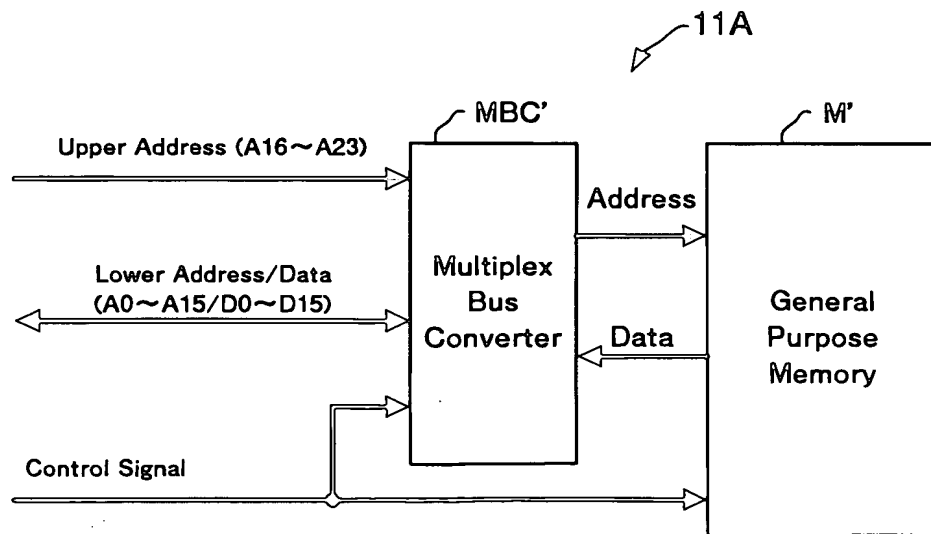 11A
MBC'
M'
Upper Address (A16~A23)
Address
Lower Address/Data
(A0~A15/D0~D15)
Multiplex
Bus
Converter
Data
General
Purpose
Memory
Control Signal